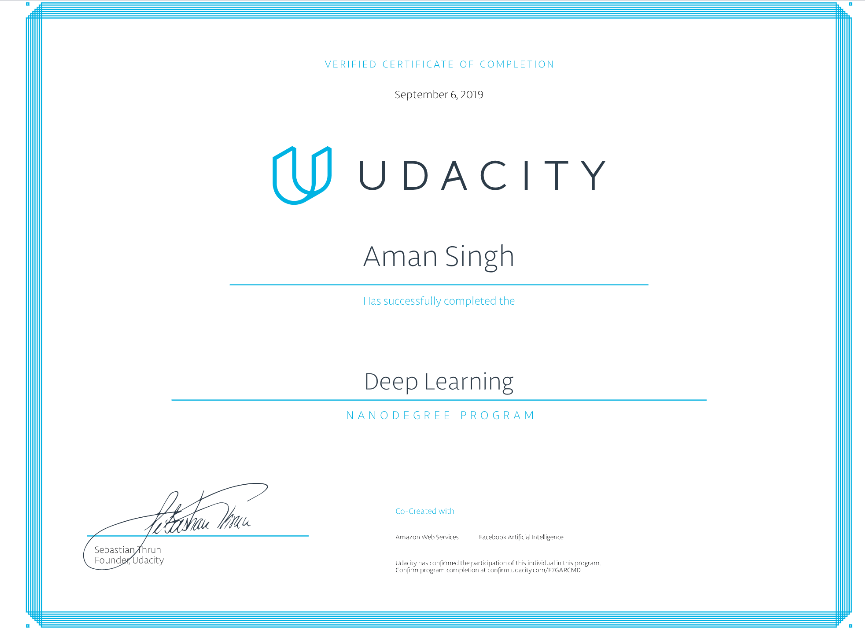 VERIFIED CERTIFICATE OF COMPLETION
September 6, 2019
UDACITY
Aman Singh
Has successfully completed the
Deep Learning
NANODEGREE PROGRAM
Sebastian Thrun
Sebastian Thrun
Founder, Udacity
Co-Created with
Amazon Web Services Facebook Artificial Intelligence
Udacity has confirmed the participation of this individual in this program
Confirm program completion at confirm.udacity.com/